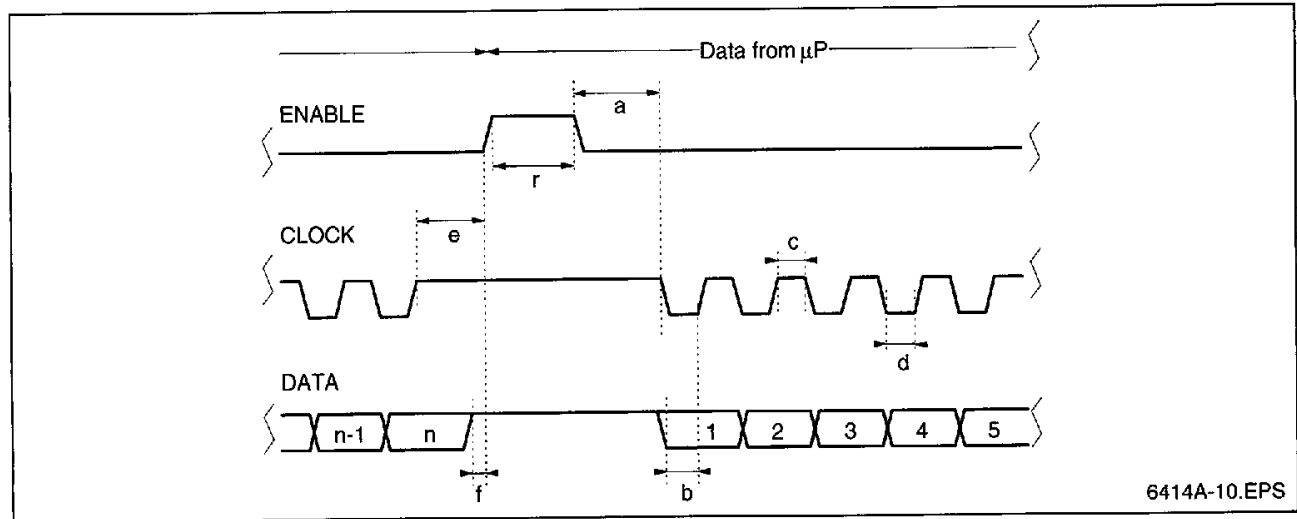 Data from µP
ENABLE
a
r
CLOCK
e
c
d
DATA
n-1 n 1 2 3 4 5
f
b
6414A-10.EPS